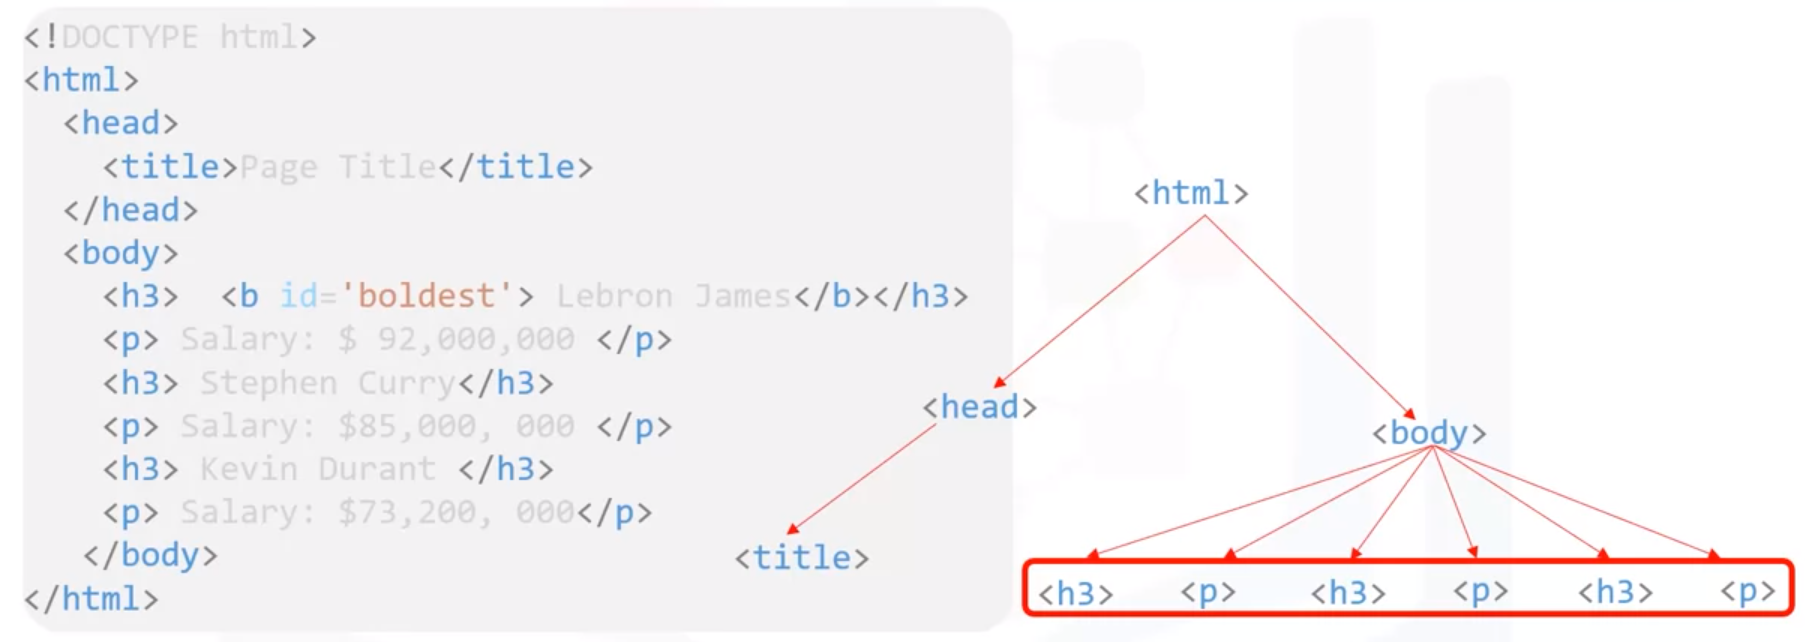 <!DOCTYPE html>
<html>
<head>
<title>Page Title</title>
</head>
<body>
<h3>  <b id='boldest'> Lebron James</b></h3>
<p> Salary: $ 92,000,000 </p>
<h3> Stephen Curry</h3>
<p> Salary: $85,000, 000 </p>
<h3> Kevin Durant </h3>
<p> Salary: $73,200, 000</p>
</body>
</html>
<html>
<head>
<body>
<title>
<h3> <p> <h3> <p> <h3> <p>